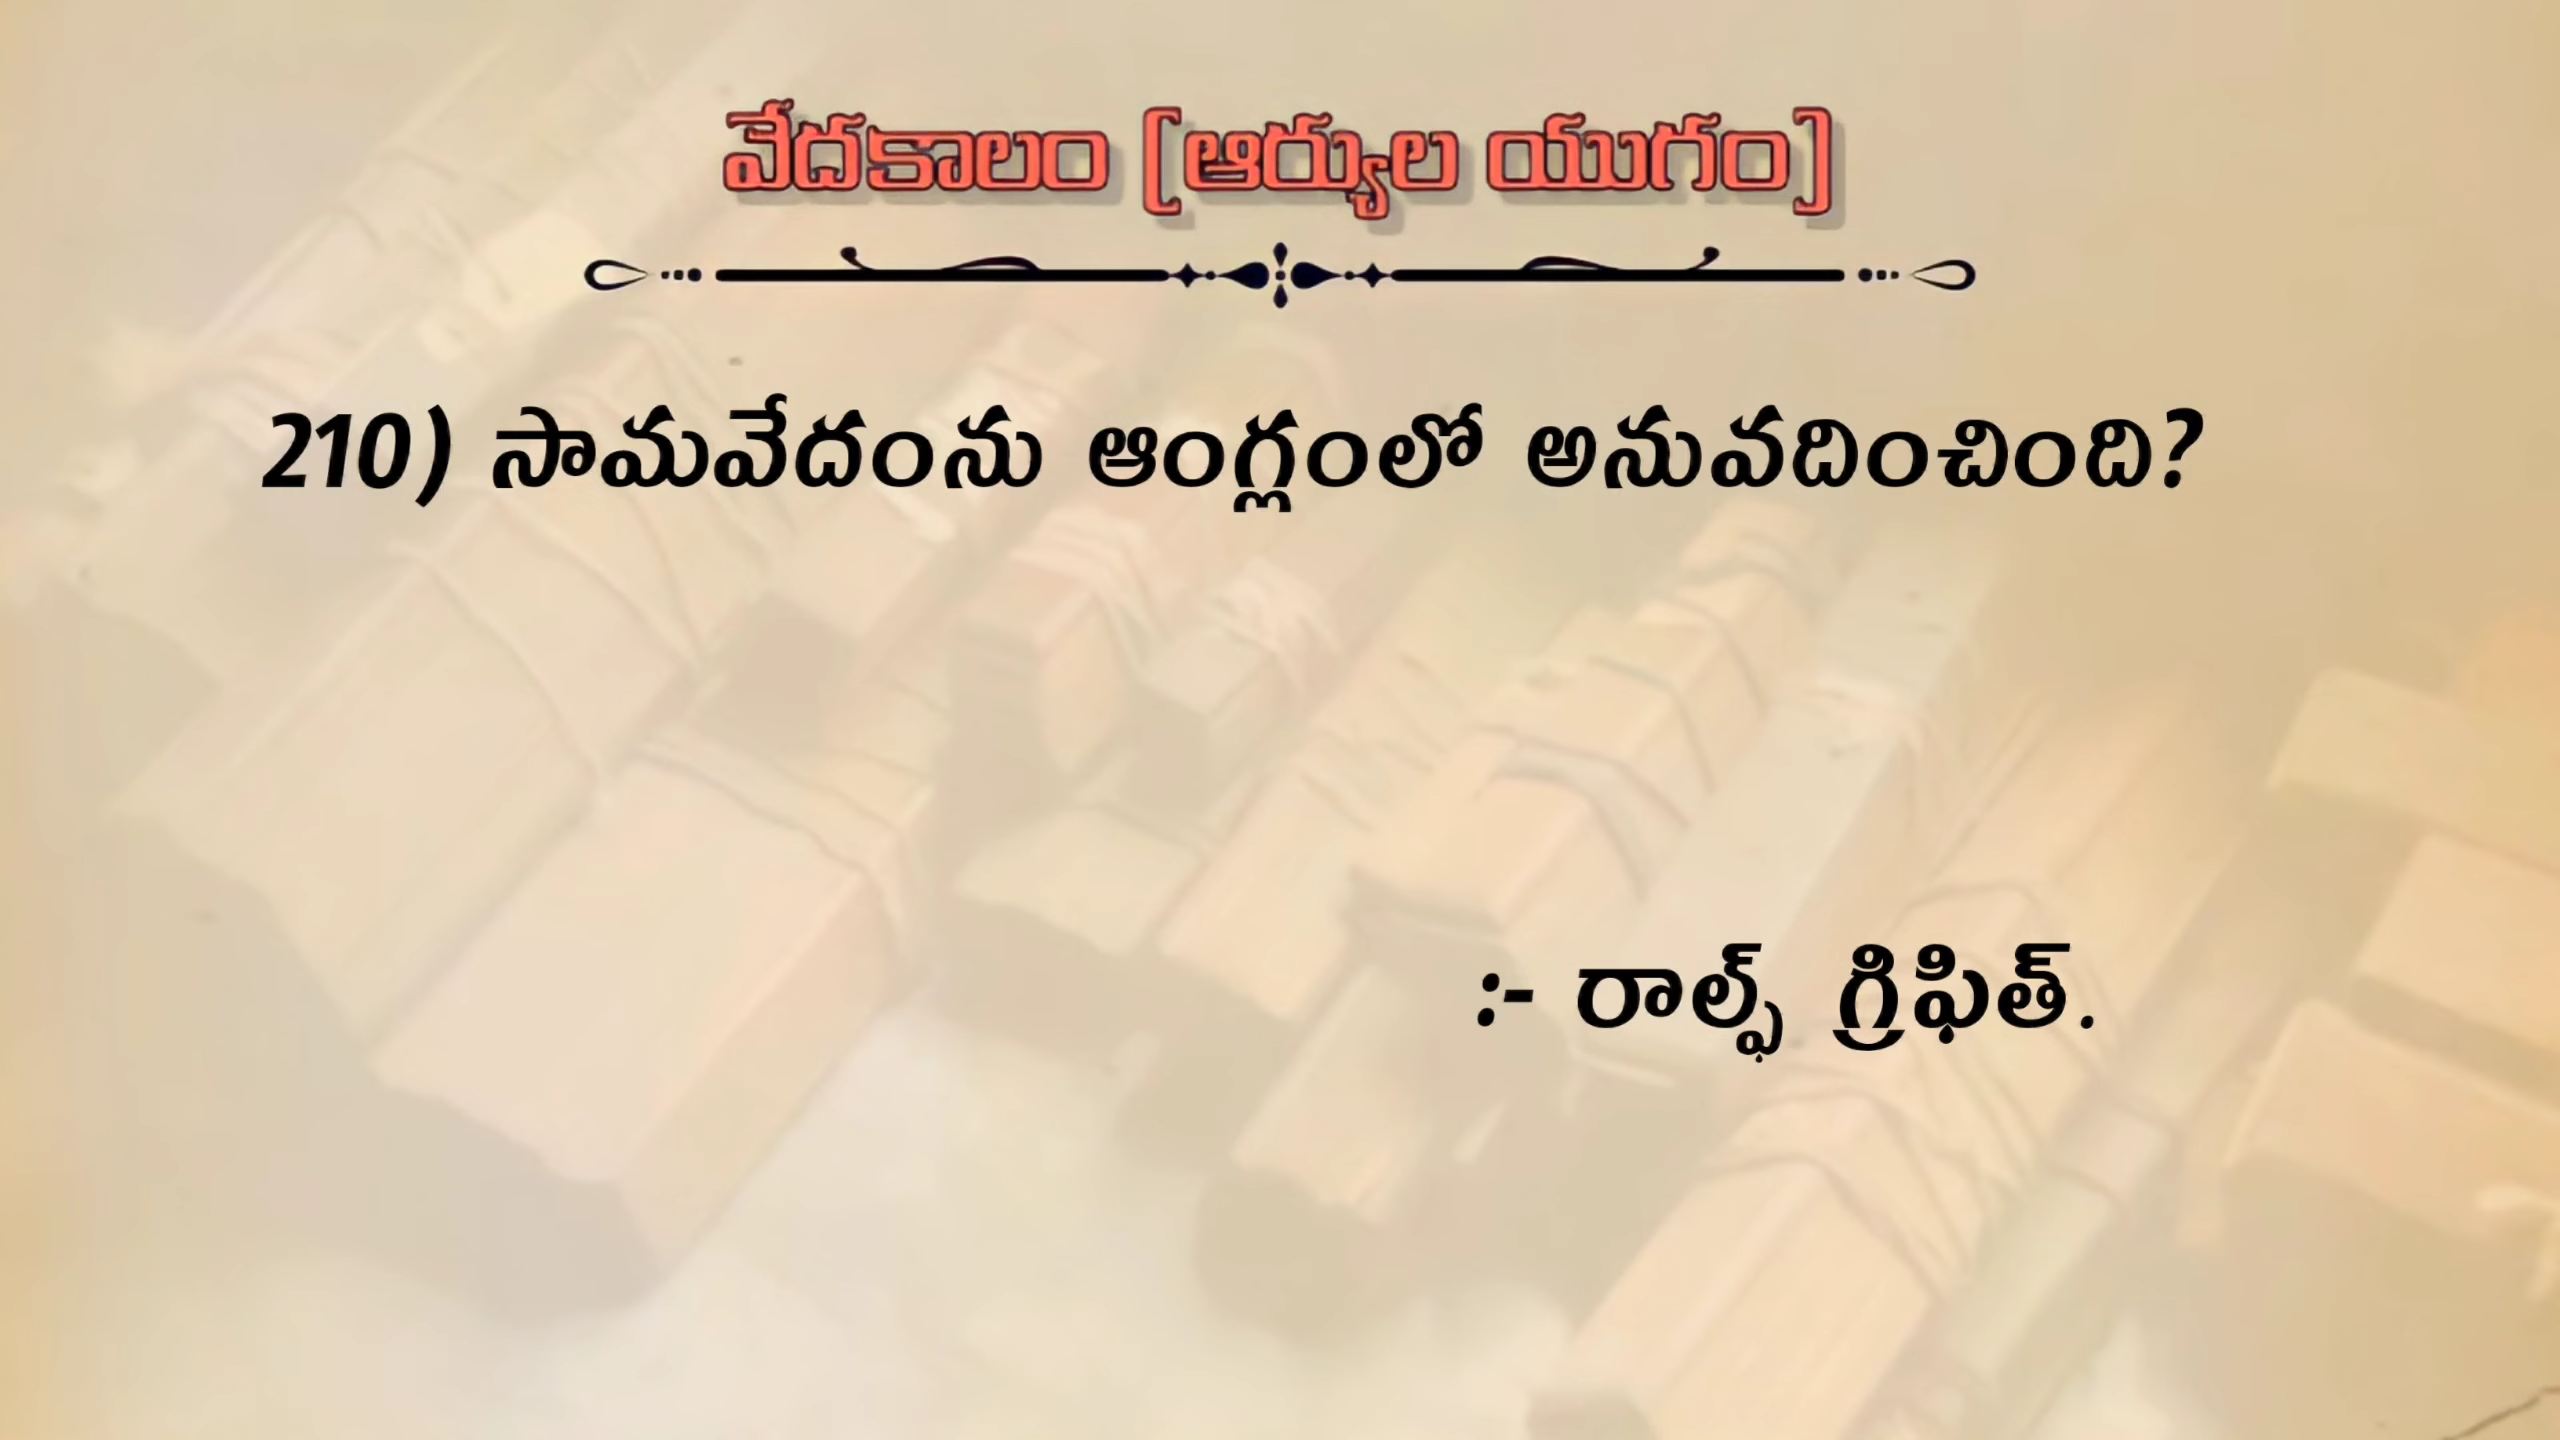 వేదకాలం [ఆర్యుల యుగం]
210) సామవేదంను ఆంగ్లంలో అనువదించింది?
:- రాల్ఫ్ గ్రిఫిత్.